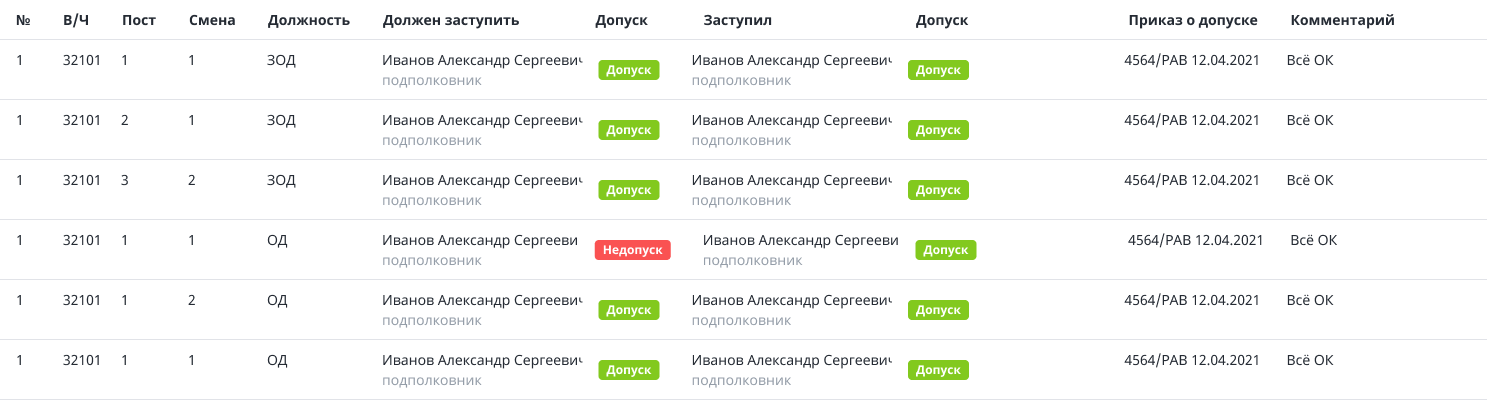 № В/Ч Пост Смена Должность Должен заступить Допуск Заступил Допуск Приказ о допуске Комментарий
1 32101 1 1 ЗОД Иванов Александр Сергеевич Допуск Иванов Александр Сергеевич Допуск 4564/РАВ 12.04.2021 Всё ОК
подполковник подполковник
1 32101 2 1 ЗОД Иванов Александр Сергеевич Допуск Иванов Александр Сергеевич Допуск 4564/РАВ 12.04.2021 Всё ОК
подполковник подполковник
1 32101 3 2 ЗОД Иванов Александр Сергеевич Допуск Иванов Александр Сергеевич Допуск 4564/РАВ 12.04.2021 Всё ОК
подполковник подполковник
1 32101 1 1 ОД Иванов Александр Сергееви Недопуск Иванов Александр Сергееви Допуск 4564/РАВ 12.04.2021 Всё ОК
подполковник подполковник
1 32101 1 2 ОД Иванов Александр Сергеевич Допуск Иванов Александр Сергеевич Допуск 4564/РАВ 12.04.2021 Всё ОК
подполковник подполковник
1 32101 1 1 ОД Иванов Александр Сергеевич Допуск Иванов Александр Сергеевич Допуск 4564/РАВ 12.04.2021 Всё ОК
подполковник подполковник